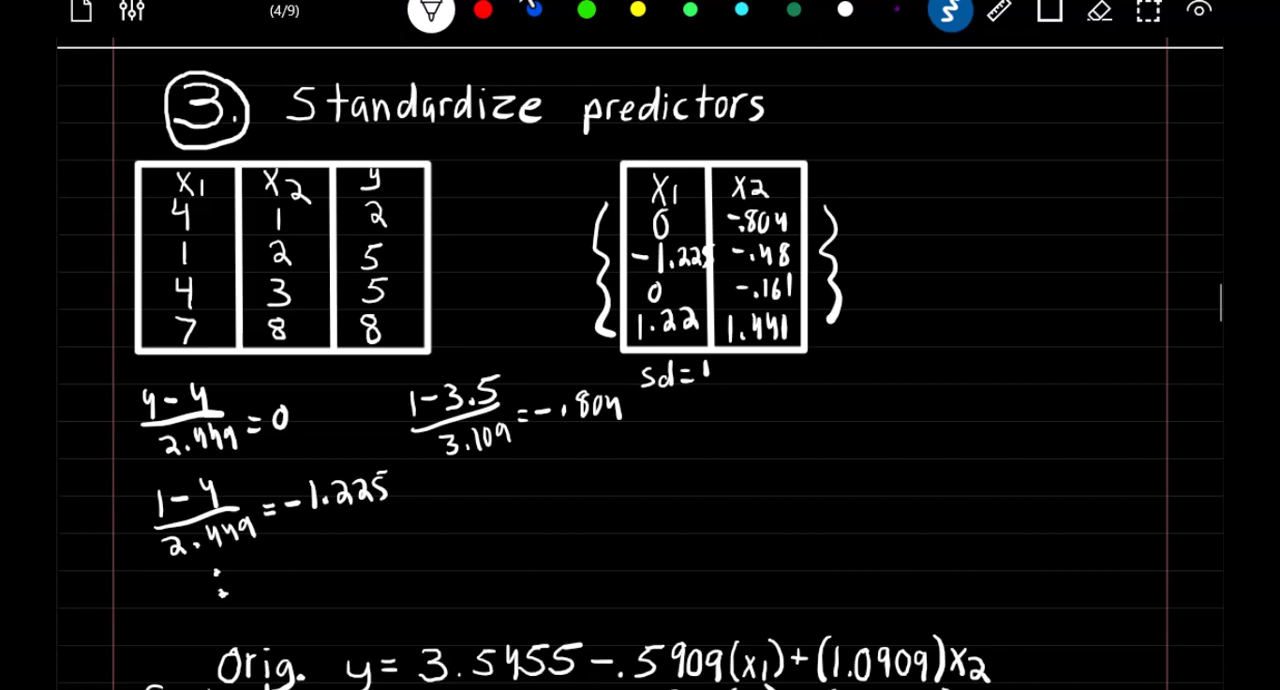 (4/9)
3. Standardize predictors
x1 x2 y
4 1 2
1 2 5
4 3 5
7 8 8
x1 x2
0 -.804
-1.225 -.48
0 -.161
1.22 1.441
sd=1
4-4/2.449=0
1-3.5/3.109=-.804
1-4/2.449=-1.225
Orig. y= 3.5455-.5909(x1)+(1.0909)x2